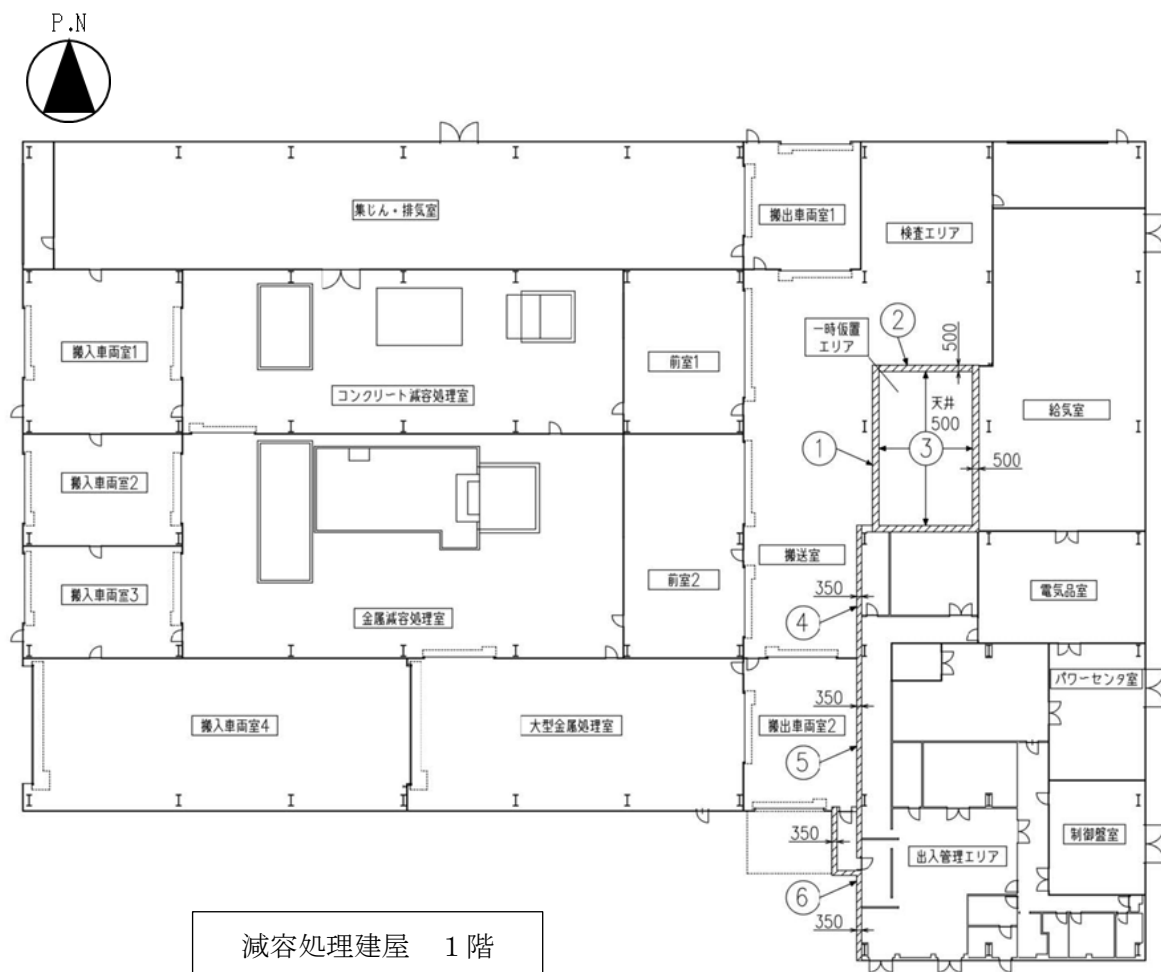 P.N
集じん・排気室
搬出車両室1
検査エリア
一時仮置
エリア
②
500
搬入車両室1
コンクリート減容処理室
前室1
天井
500
給気室
①
③
500
搬入車両室2
搬送室
搬入車両室3
金属減容処理室
前室2
350
④
電気品室
350
パワーセンタ室
搬入車両室4
大型金属処理室
搬出車両室2
⑤
350
制御盤室
出入管理エリア
⑥
350
減容処理建屋 1階